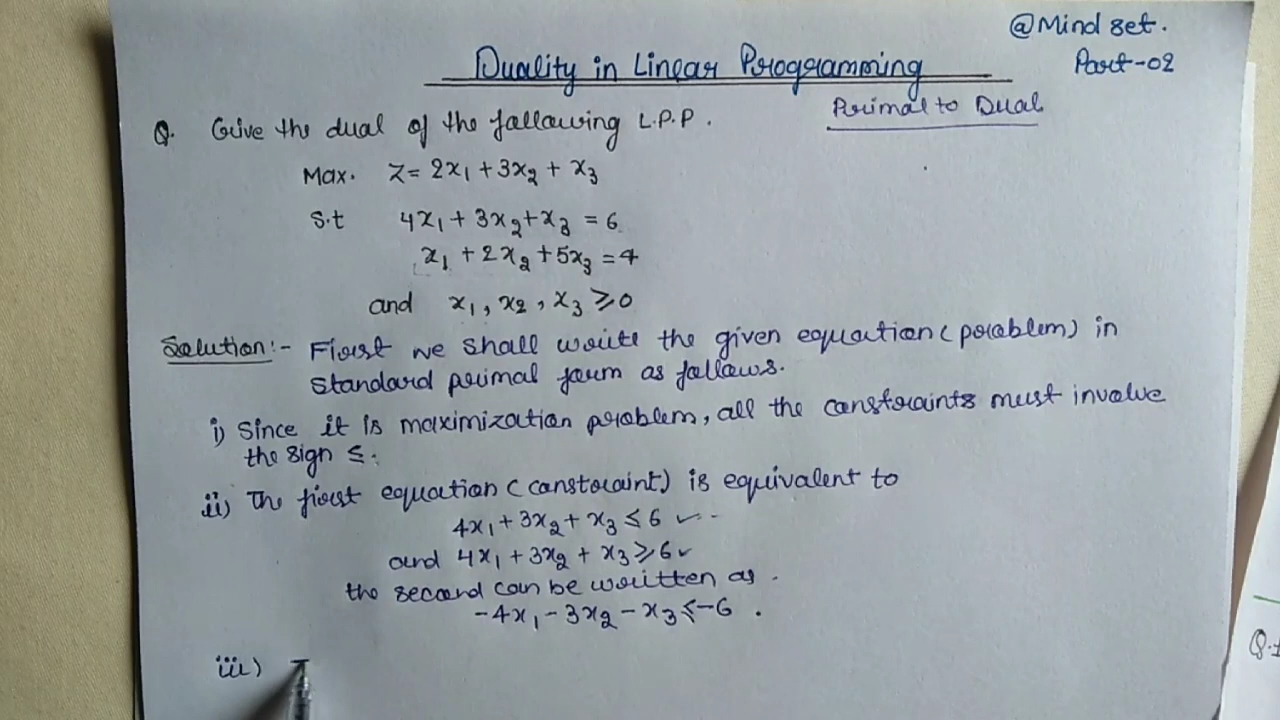 @Mind set.
Duality in Linear Programming
Part-02
Primal to Dual
Q. Give the dual of the following L.P.P.
Max. Z = 2x₁ + 3x₂ + x₃
S.t 4x₁ + 3x₂ + x₃ = 6
x₁ + 2x₂ + 5x₃ = 4
and x₁, x₂, x₃ ≥ 0
Solution:- First we shall write the given equation (problem) in
standard primal form as follows.
i) Since it is maximization problem, all the constraints must involve
the sign ≤.
ii) The first equation (constraint) is equivalent to
4x₁ + 3x₂ + x₃ ≤ 6 ✓
and 4x₁ + 3x₂ + x₃ ≥ 6 ✓
the second can be written as.
-4x₁ - 3x₂ - x₃ ≤ -6.
iii)